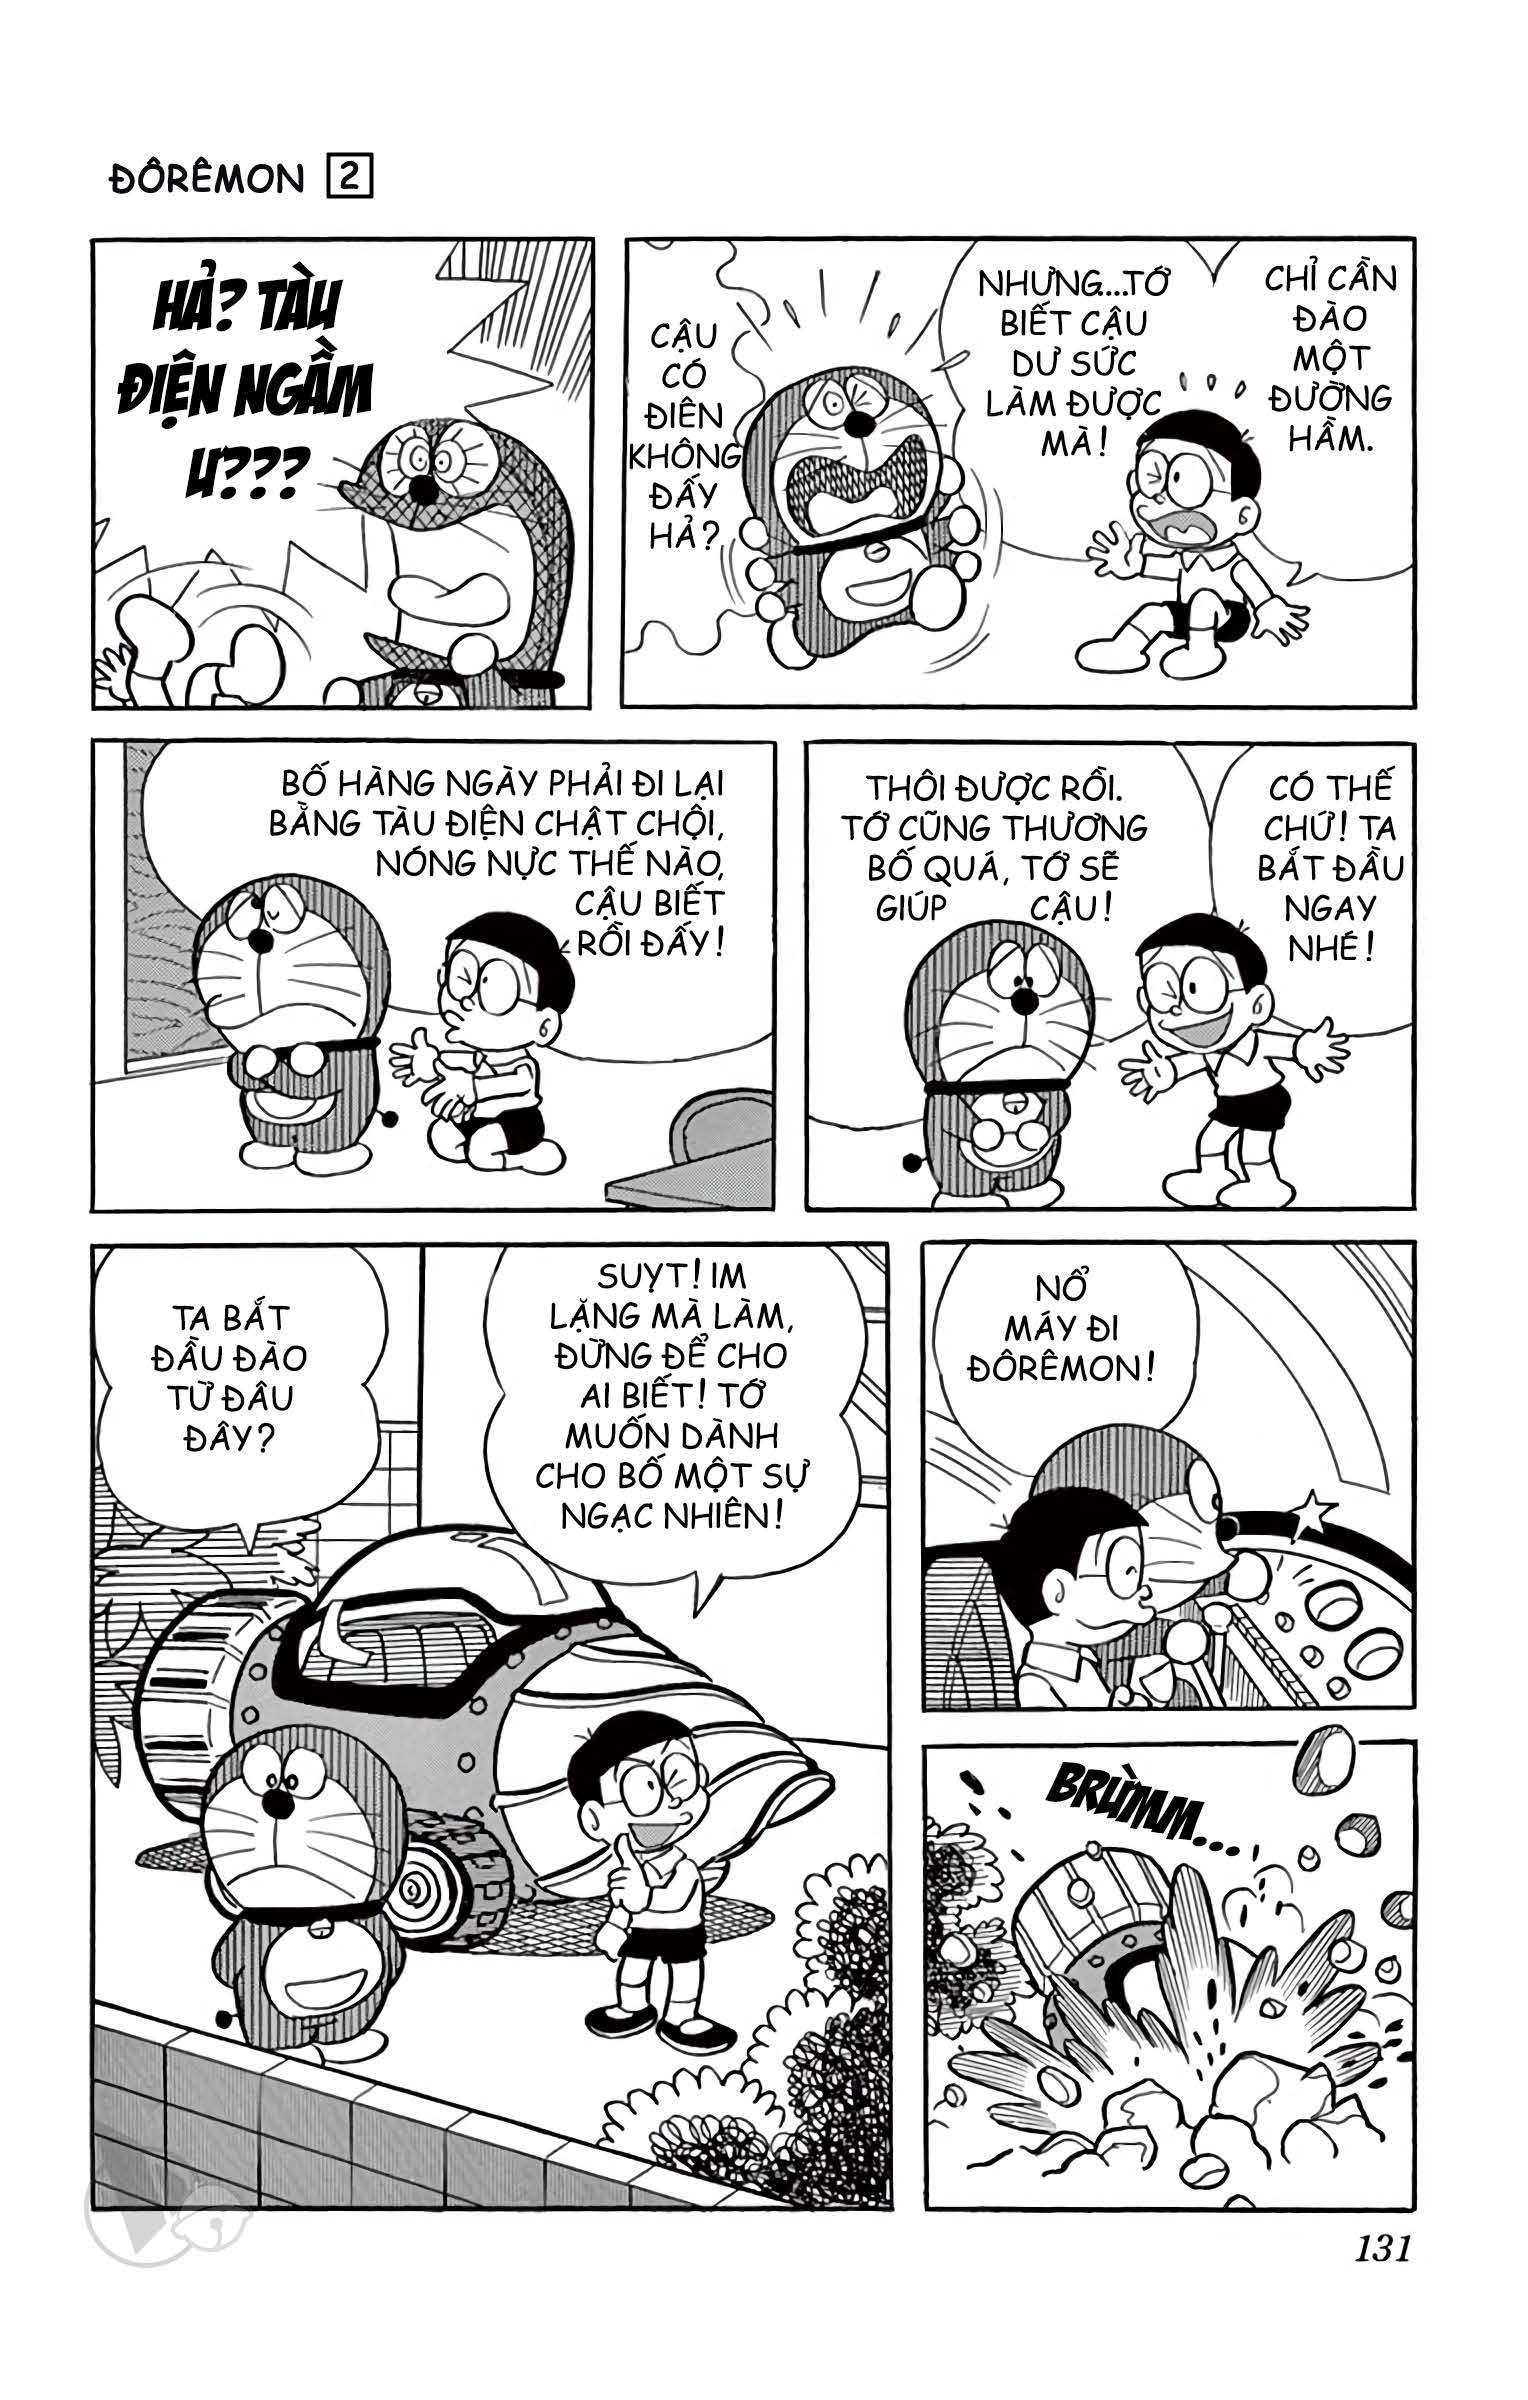 ĐÔRÊMON 2
HẢ? TÀU
ĐIỆN NGẦM
Ư???
CẬU
CÓ
ĐIÊN
KHÔNG
ĐẤY
HẢ?
NHƯNG...TỚ
BIẾT CẬU
DƯ SỨC
LÀM ĐƯỢC
MÀ!
CHỈ CẦN
ĐÀO
MỘT
ĐƯỜNG
HẦM.
BỐ HÀNG NGÀY PHẢI ĐI LẠI
BẰNG TÀU ĐIỆN CHẬT CHỘI,
NÓNG NỰC THẾ NÀO,
CẬU BIẾT
RỒI ĐẤY!
THÔI ĐƯỢC RỒI.
TỚ CŨNG THƯƠNG
BỐ QUÁ, TỚ SẼ
GIÚP CẬU!
CÓ THẾ
CHỨ! TA
BẮT ĐẦU
NGAY
NHÉ!
TA BẮT
ĐẦU ĐÀO
TỪ ĐÂU
ĐÂY?
SUỴT! IM
LẶNG MÀ LÀM,
ĐỪNG ĐỂ CHO
AI BIẾT! TỚ
MUỐN DÀNH
CHO BỐ MỘT SỰ
NGẠC NHIÊN!
NỔ
MÁY ĐI
ĐÔRÊMON!
BRỪMM...
131